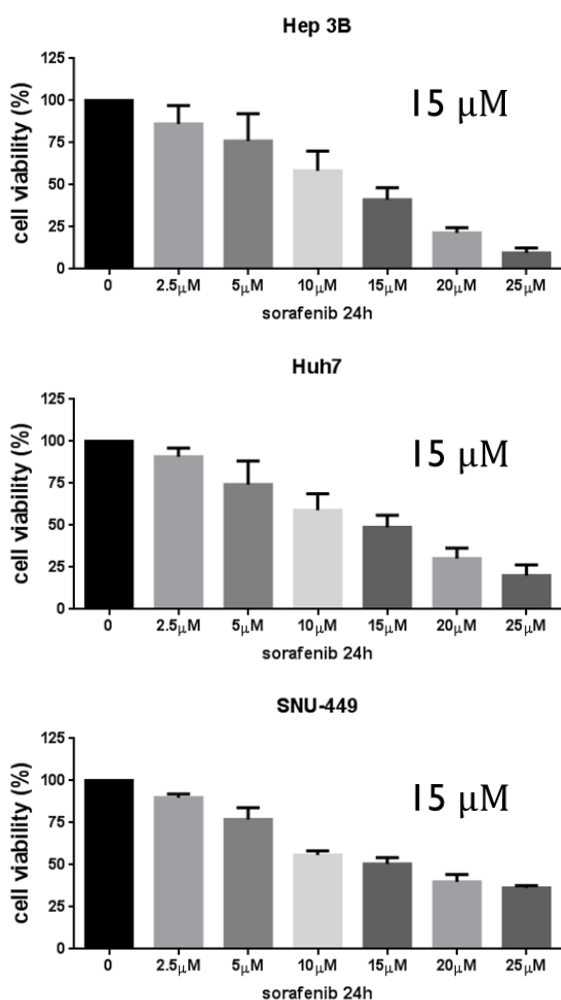 Hep 3B
125
100
75
50
25
0
cell viability (%)
15 μM
0 2.5μM 5μM 10μM 15μM 20μM 25μM
sorafenib 24h
Huh7
125
100
75
50
25
0
cell viability (%)
15 μM
0 2.5μM 5μM 10μM 15μM 20μM 25μM
sorafenib 24h
SNU-449
125
100
75
50
25
0
cell viability (%)
15 μM
0 2.5μM 5μM 10μM 15μM 20μM 25μM
sorafenib 24h